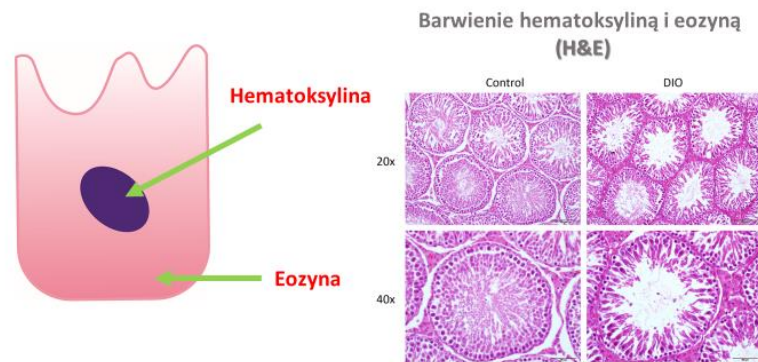 Barwienie hematoksyliną i eozyną
(H&E)
Hematoksylina
Eozyna
Control
DIO
20x
40x